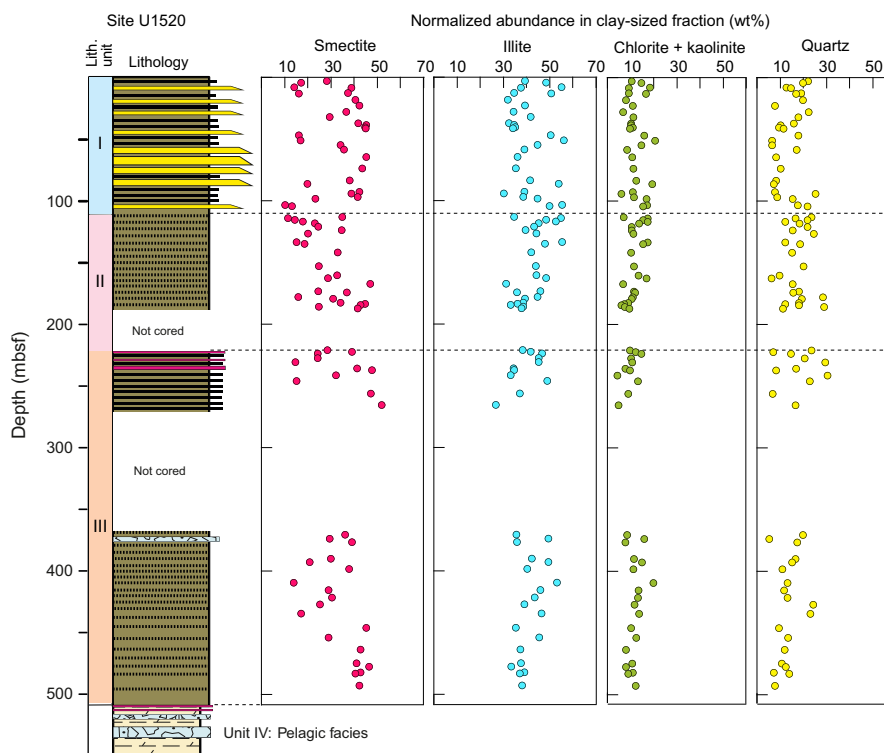 Site U1520
Normalized abundance in clay-sized fraction (wt%)
Lith. unit
Lithology
Smectite
Illite
Chlorite + kaolinite
Quartz
10 30 50 70
10 30 50 70
10 30 50
10 30 50
Depth (mbsf)
100
200
300
400
500
I
II
III
Not cored
Not cored
Unit IV: Pelagic facies